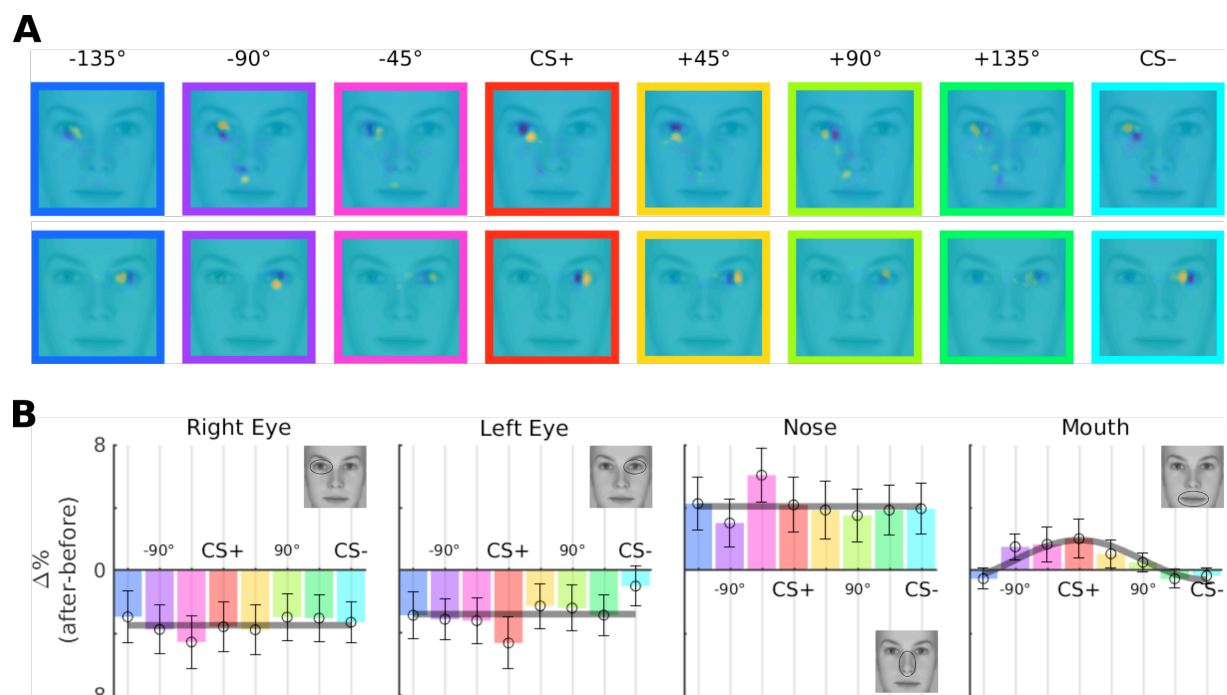 A
-135° -90° -45° CS+ +45° +90° +135° CS–
B
Right Eye Left Eye Nose Mouth
8
-90° CS+ 90° CS- -90° CS+ 90° CS-
0
-90° CS+ 90° CS- -90° CS+ 90° CS-
Δ%
(after-before)
8